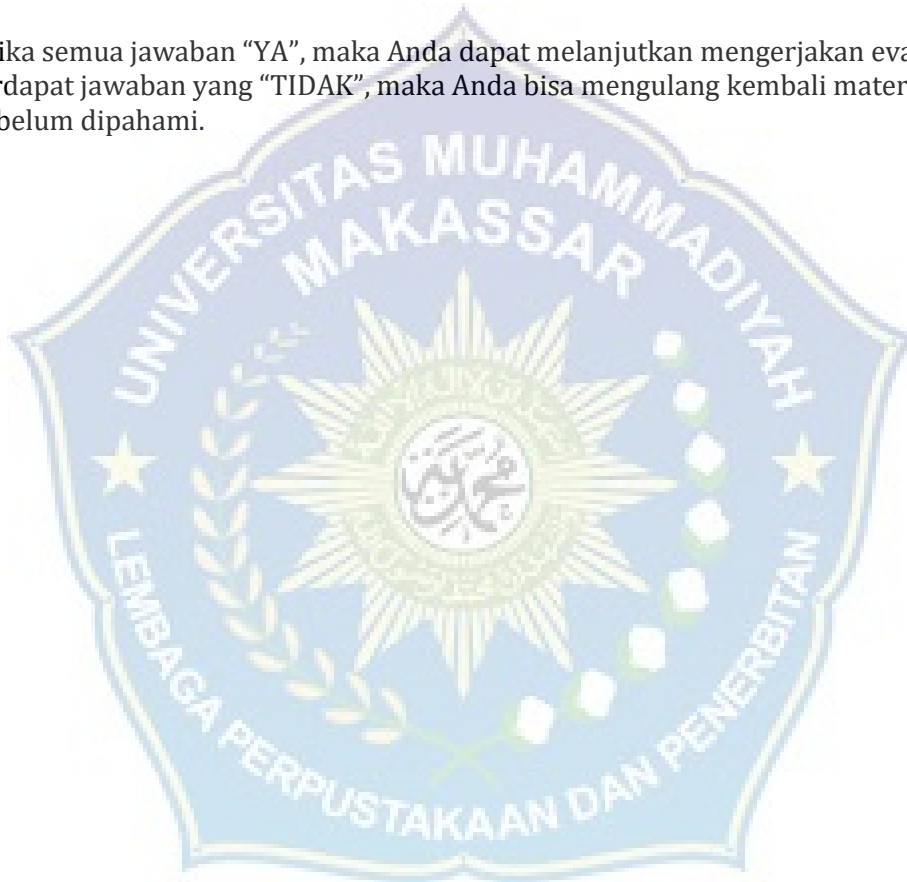 ika semua jawaban “YA”, maka Anda dapat melanjutkan mengerjakan eva
rdapat jawaban yang “TIDAK”, maka Anda bisa mengulang kembali mater
belum dipahami.
UNIVERSITAS MUHAMMADIYAH
MAKASSAR
LEMBAGA PERPUSTAKAAN DAN PENERBITAN